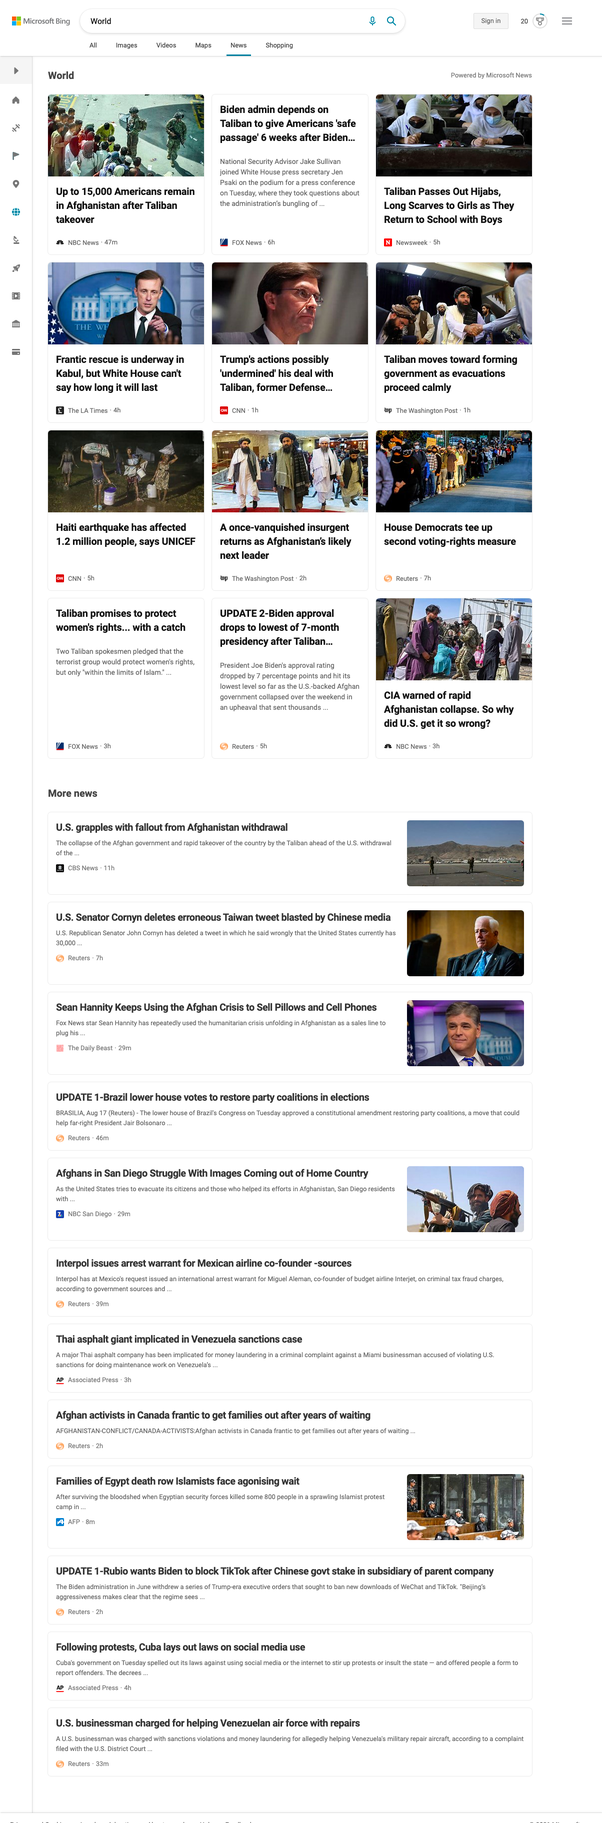 Microsoft Bing
World
Sign in
20
All
Images
Videos
Maps
News
Shopping
World
Powered by Microsoft News
Up to 15,000 Americans remain
in Afghanistan after Taliban
takeover
NBC News · 47m
Biden admin depends on
Taliban to give Americans 'safe
passage' 6 weeks after Biden...
National Security Advisor Jake Sullivan
joined White House press secretary Jen
Psaki on the podium for a press conference
on Tuesday, where they took questions about
the administration's bungling of ...
FOX News · 6h
Taliban Passes Out Hijabs,
Long Scarves to Girls as They
Return to School with Boys
Newsweek · 5h
Frantic rescue is underway in
Kabul, but White House can't
say how long it will last
The LA Times · 4h
Trump's actions possibly
'undermined' his deal with
Taliban, former Defense...
CNN · 1h
Taliban moves toward forming
government as evacuations
proceed calmly
The Washington Post · 1h
Haiti earthquake has affected
1.2 million people, says UNICEF
CNN · 5h
A once-vanquished insurgent
returns as Afghanistan's likely
next leader
The Washington Post · 2h
House Democrats tee up
second voting-rights measure
Reuters · 7h
Taliban promises to protect
women's rights... with a catch
Two Taliban spokesmen pledged that the
terrorist group would protect women's rights,
but only "within the limits of Islam." ...
FOX News · 3h
UPDATE 2-Biden approval
drops to lowest of 7-month
presidency after Taliban...
President Joe Biden's approval rating
dropped by 7 percentage points and hit its
lowest level so far as the U.S.-backed Afghan
government collapsed over the weekend in
an upheaval that sent thousands ...
Reuters · 5h
CIA warned of rapid
Afghanistan collapse. So why
did U.S. get it so wrong?
NBC News · 3h
More news
U.S. grapples with fallout from Afghanistan withdrawal
The collapse of the Afghan government and rapid takeover of the country by the Taliban ahead of the U.S. withdrawal
of the ...
CBS News · 11h
U.S. Senator Cornyn deletes erroneous Taiwan tweet blasted by Chinese media
U.S. Republican Senator John Cornyn has deleted a tweet in which he said wrongly that the United States currently has
30,000 ...
Reuters · 7h
Sean Hannity Keeps Using the Afghan Crisis to Sell Pillows and Cell Phones
Fox News star Sean Hannity has repeatedly used the humanitarian crisis unfolding in Afghanistan as a sales line to
plug his ...
The Daily Beast · 29m
UPDATE 1-Brazil lower house votes to restore party coalitions in elections
BRASILIA, Aug 17 (Reuters) - The lower house of Brazil's Congress on Tuesday approved a constitutional amendment restoring party coalitions, a move that could
help far-right President Jair Bolsonaro ...
Reuters · 46m
Afghans in San Diego Struggle With Images Coming out of Home Country
As the United States tries to evacuate its citizens and those who helped its efforts in Afghanistan, San Diego residents
with ...
NBC San Diego · 29m
Interpol issues arrest warrant for Mexican airline co-founder -sources
Interpol has at Mexico's request issued an international arrest warrant for Miguel Aleman, co-founder of budget airline Interjet, on criminal tax fraud charges,
according to government sources and ...
Reuters · 39m
Thai asphalt giant implicated in Venezuela sanctions case
A major Thai asphalt company has been implicated for money laundering in a criminal complaint against a Miami businessman accused of violating U.S.
sanctions for doing maintenance work on Venezuela's ...
Associated Press · 3h
Afghan activists in Canada frantic to get families out after years of waiting
AFGHANISTAN-CONFLICT/CANADA-ACTIVISTS:Afghan activists in Canada frantic to get families out after years of waiting ...
Reuters · 2h
Families of Egypt death row Islamists face agonising wait
After surviving the bloodshed when Egyptian security forces killed some 800 people in a sprawling Islamist protest
camp in ...
AFP · 8m
UPDATE 1-Rubio wants Biden to block TikTok after Chinese govt stake in subsidiary of parent company
The Biden administration in June withdrew a series of Trump-era executive orders that sought to ban new downloads of WeChat and TikTok. "Beijing's
aggressiveness makes clear that the regime sees ...
Reuters · 2h
Following protests, Cuba lays out laws on social media use
Cuba's government on Tuesday spelled out its laws against using social media or the internet to stir up protests or insult the state — and offered people a form to
report offenders. The decrees ...
Associated Press · 4h
U.S. businessman charged for helping Venezuelan air force with repairs
A U.S. businessman was charged with sanctions violations and money laundering for allegedly helping Venezuela's military repair aircraft, according to a complaint
filed with the U.S. District Court ...
Reuters · 33m